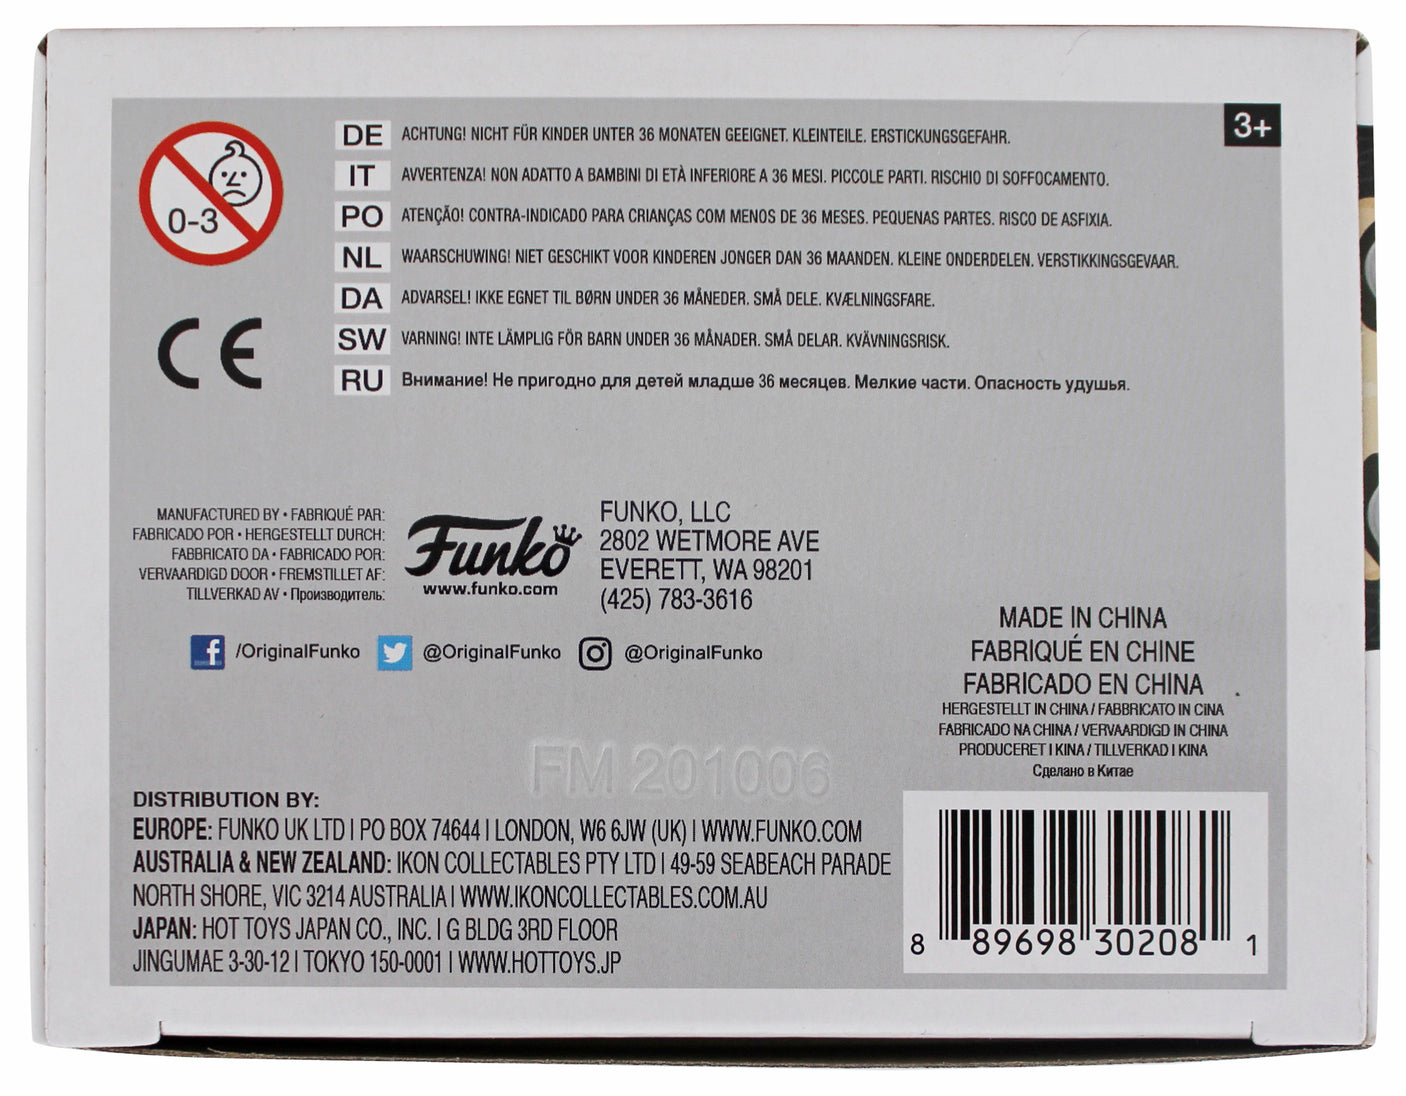 3+
0-3
DE ACHTUNG! NICHT FÜR KINDER UNTER 36 MONATEN GEEIGNET. KLEINTEILE. ERSTICKUNGSGEFAHR.
IT AVVERTENZA! NON ADATTO A BAMBINI DI ETÀ INFERIORE A 36 MESI. PICCOLE PARTI. RISCHIO DI SOFFOCAMENTO.
PO ATENÇÃO! CONTRA-INDICADO PARA CRIANÇAS COM MENOS DE 36 MESES. PEQUENAS PARTES. RISCO DE ASFIXIA.
NL WAARSCHUWING! NIET GESCHIKT VOOR KINDEREN JONGER DAN 36 MAANDEN. KLEINE ONDERDELEN. VERSTIKKINGSGEVAAR.
DA ADVARSEL! IKKE EGNET TIL BØRN UNDER 36 MÅNEDER. SMÅ DELE. KVÆLNINGSFARE.
SW VARNING! INTE LÄMPLIG FÖR BARN UNDER 36 MÅNADER. SMÅ DELAR. KVÄVNINGSRISK.
RU Внимание! Не пригодно для детей младше 36 месяцев. Мелкие части. Опасность удушья.
CE
MANUFACTURED BY • FABRIQUÉ PAR:
FABRICADO POR • HERGESTELLT DURCH:
FABBRICATO DA • FABRICADO POR:
VERVAARDIGD DOOR • FREMSTILLET AF:
TILLVERKAD AV • Производитель:
Funko
www.funko.com
FUNKO, LLC
2802 WETMORE AVE
EVERETT, WA 98201
(425) 783-3616
f /OriginalFunko @OriginalFunko @OriginalFunko
MADE IN CHINA
FABRIQUÉ EN CHINE
FABRICADO EN CHINA
HERGESTELLT IN CHINA / FABBRICATO IN CINA
FABRICADO NA CHINA / VERVAARDIGD IN CHINA
PRODUCERET I KINA / TILLVERKAD I KINA
Сделано в Китае
FM 201006
DISTRIBUTION BY:
EUROPE: FUNKO UK LTD | PO BOX 74644 | LONDON, W6 6JW (UK) | WWW.FUNKO.COM
AUSTRALIA & NEW ZEALAND: IKON COLLECTABLES PTY LTD | 49-59 SEABEACH PARADE
NORTH SHORE, VIC 3214 AUSTRALIA | WWW.IKONCOLLECTABLES.COM.AU
JAPAN: HOT TOYS JAPAN CO., INC. | G BLDG 3RD FLOOR
JINGUMAE 3-30-12 | TOKYO 150-0001 | WWW.HOTTOYS.JP
8 89698 30208 1